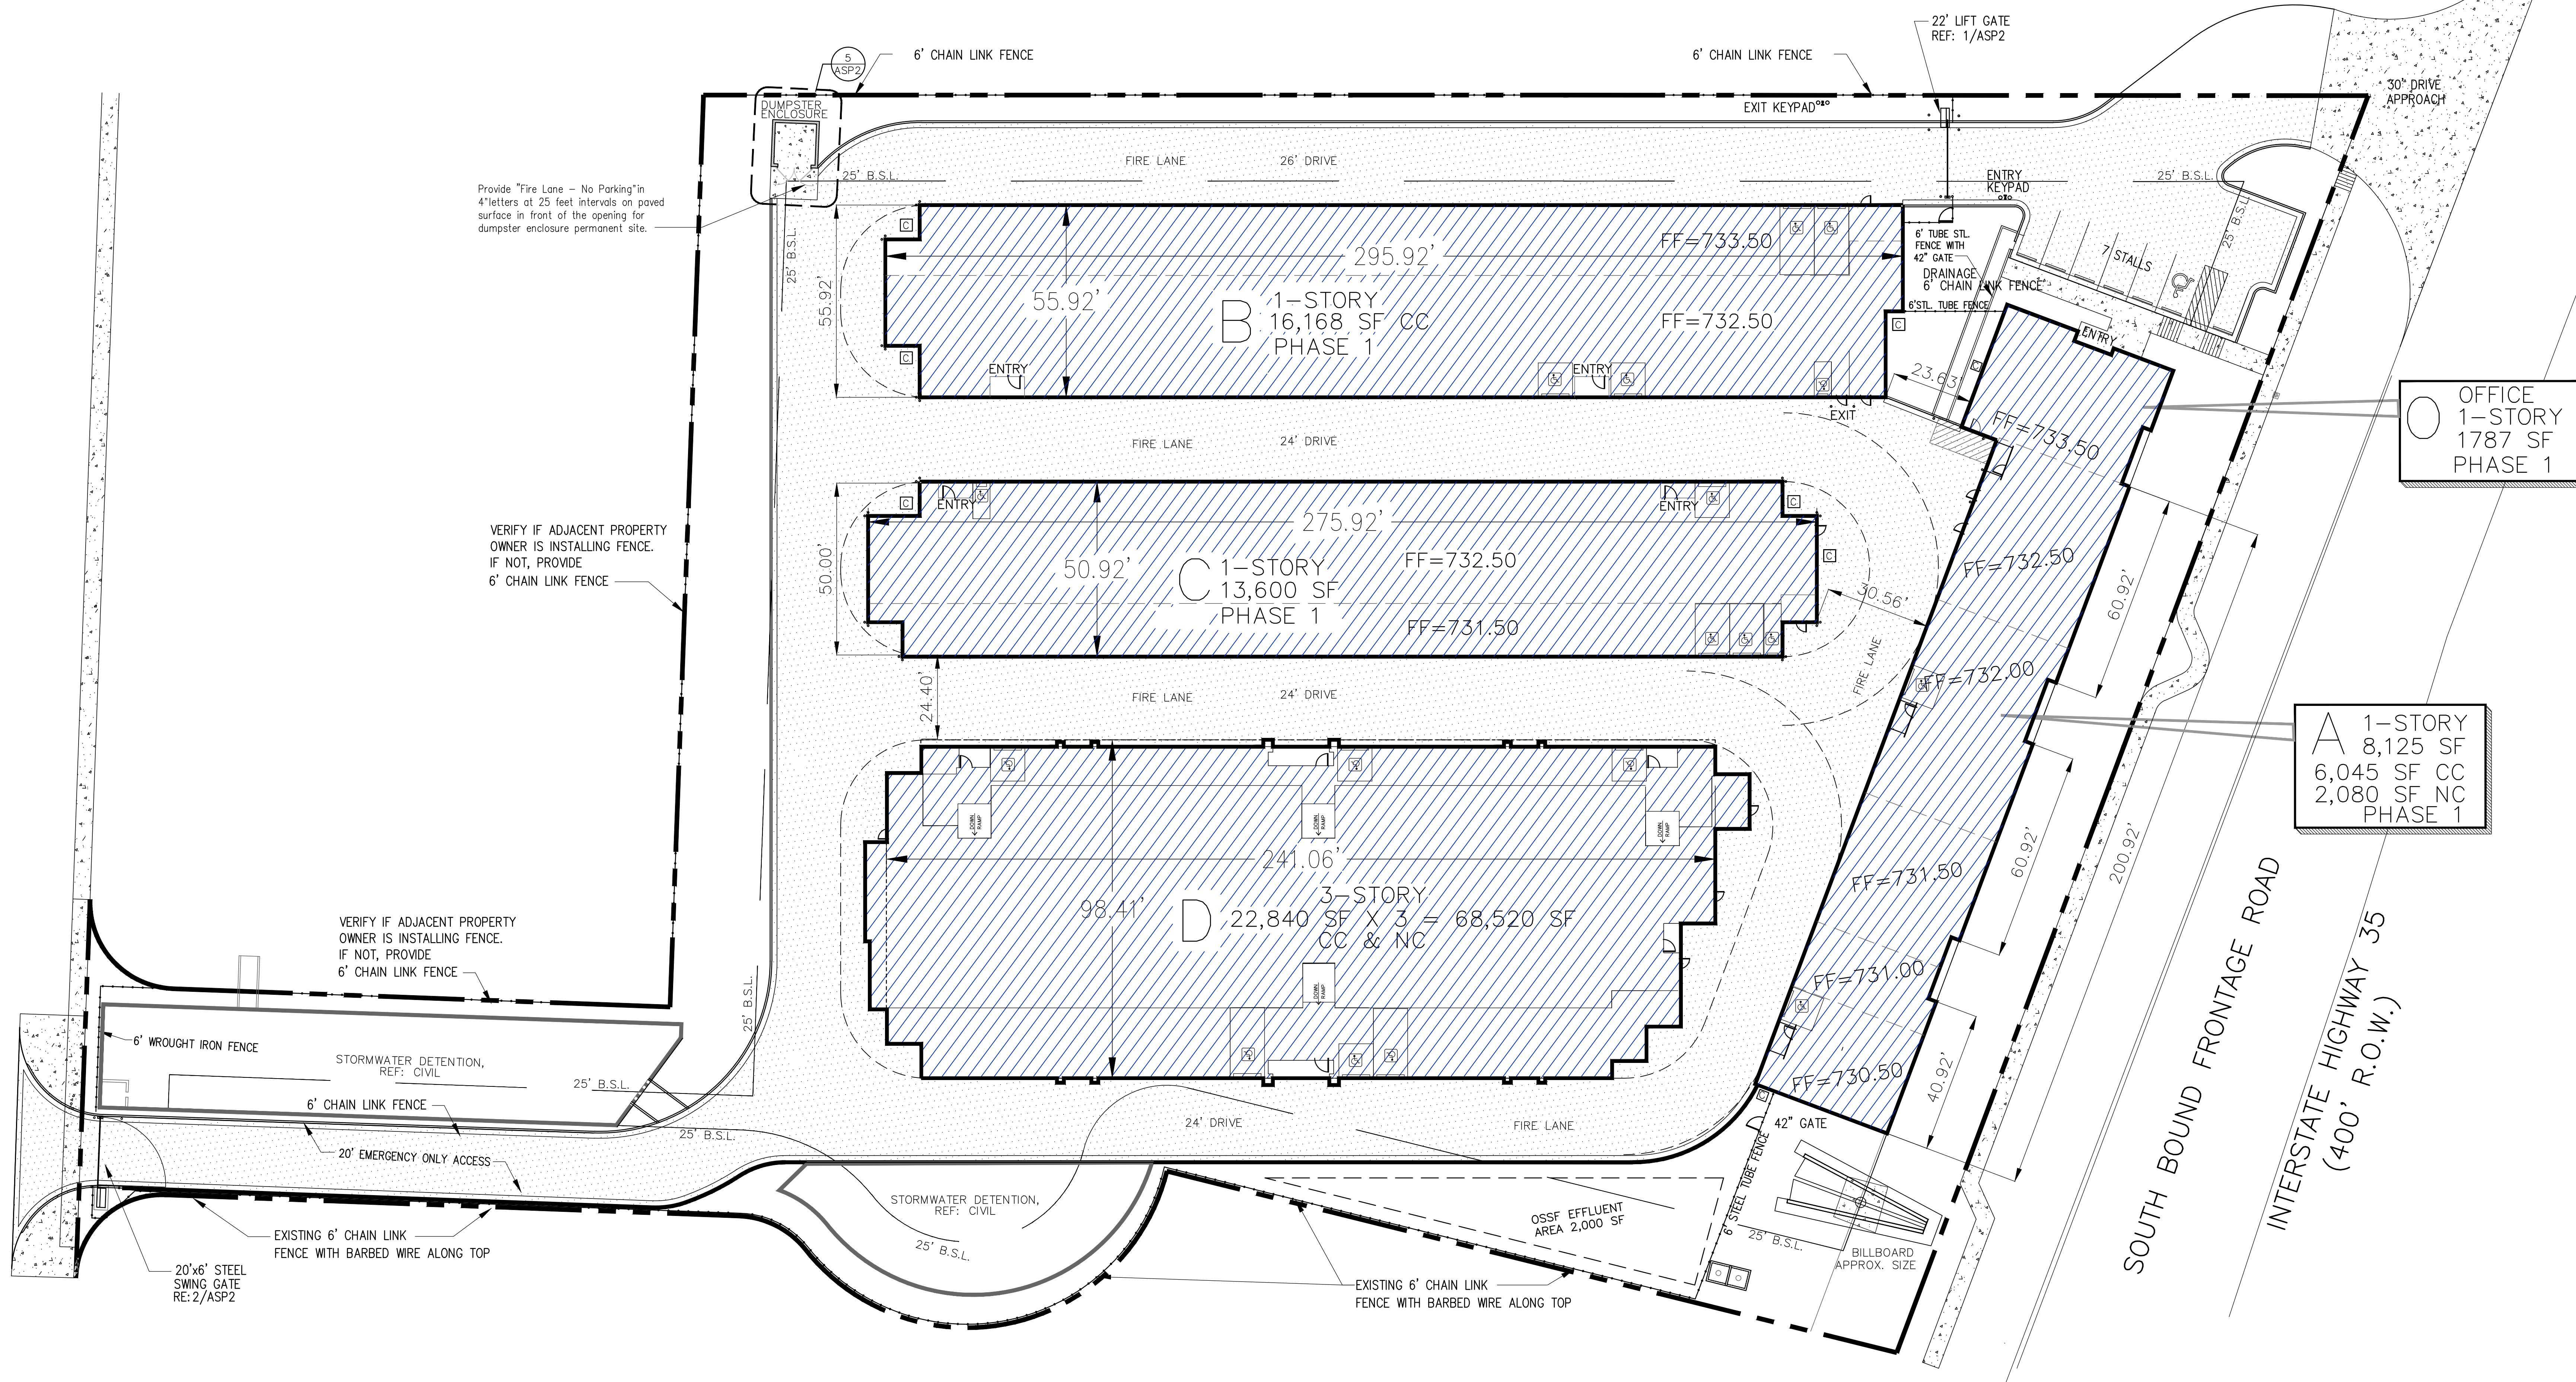 22' LIFT GATE
REF: 1/ASP2
5
ASP2
6' CHAIN LINK FENCE
6' CHAIN LINK FENCE
30' DRIVE
APPROACH
DUMPSTER
ENCLOSURE
EXIT KEYPAD
FIRE LANE
26' DRIVE
25' B.S.L.
ENTRY
KEYPAD
25' B.S.L.
Provide "Fire Lane – No Parking"in
4"letters at 25 feet intervals on paved
surface in front of the opening for
dumpster enclosure permanent site.
25' B.S.L.
25' B.S.L.
C
FF=733.50
295.92'
6' TUBE STL.
FENCE WITH
42" GATE
7 STALLS
DRAINAGE
6' CHAIN LINK FENCE
6'STL. TUBE FENCE
55.92'
55.92'
B
1-STORY
16,168 SF CC
PHASE 1
FF=732.50
C
C
ENTRY
ENTRY
ENTRY
EXIT
23.63'
C
O
OFFICE
1-STORY
1787 SF
PHASE 1
FF=733.50
FIRE LANE
24' DRIVE
C
ENTRY
ENTRY
C
275.92'
C
50.00'
50.92'
C
1-STORY
13,600 SF
PHASE 1
FF=732.50
FF=731.50
30.56'
FF=732.50
60.92'
VERIFY IF ADJACENT PROPERTY
OWNER IS INSTALLING FENCE.
IF NOT, PROVIDE
6' CHAIN LINK FENCE
24.40'
FIRE LANE
24' DRIVE
FIRE LANE
FF=732.00
A
1-STORY
8,125 SF
6,045 SF CC
2,080 SF NC
PHASE 1
DOWN
RAMP
DOWN
RAMP
DOWN
RAMP
241.06'
98.41'
D
3-STORY
22,840 SF X 3 = 68,520 SF
CC & NC
DOWN
RAMP
FF=731.50
60.92'
200.92'
FF=731.00
FF=730.50
40.92'
VERIFY IF ADJACENT PROPERTY
OWNER IS INSTALLING FENCE.
IF NOT, PROVIDE
6' CHAIN LINK FENCE
25' B.S.L.
6' WROUGHT IRON FENCE
STORMWATER DETENTION,
REF: CIVIL
25' B.S.L.
6' CHAIN LINK FENCE
25' B.S.L.
20' EMERGENCY ONLY ACCESS
24' DRIVE
FIRE LANE
C
42" GATE
6' STEEL TUBE FENCE
STORMWATER DETENTION,
REF: CIVIL
25' B.S.L.
OSSF EFFLUENT
AREA 2,000 SF
25' B.S.L.
BILLBOARD
APPROX. SIZE
EXISTING 6' CHAIN LINK
FENCE WITH BARBED WIRE ALONG TOP
20'x6' STEEL
SWING GATE
RE:2/ASP2
EXISTING 6' CHAIN LINK
FENCE WITH BARBED WIRE ALONG TOP
SOUTH BOUND FRONTAGE ROAD
INTERSTATE HIGHWAY 35
(400' R.O.W.)